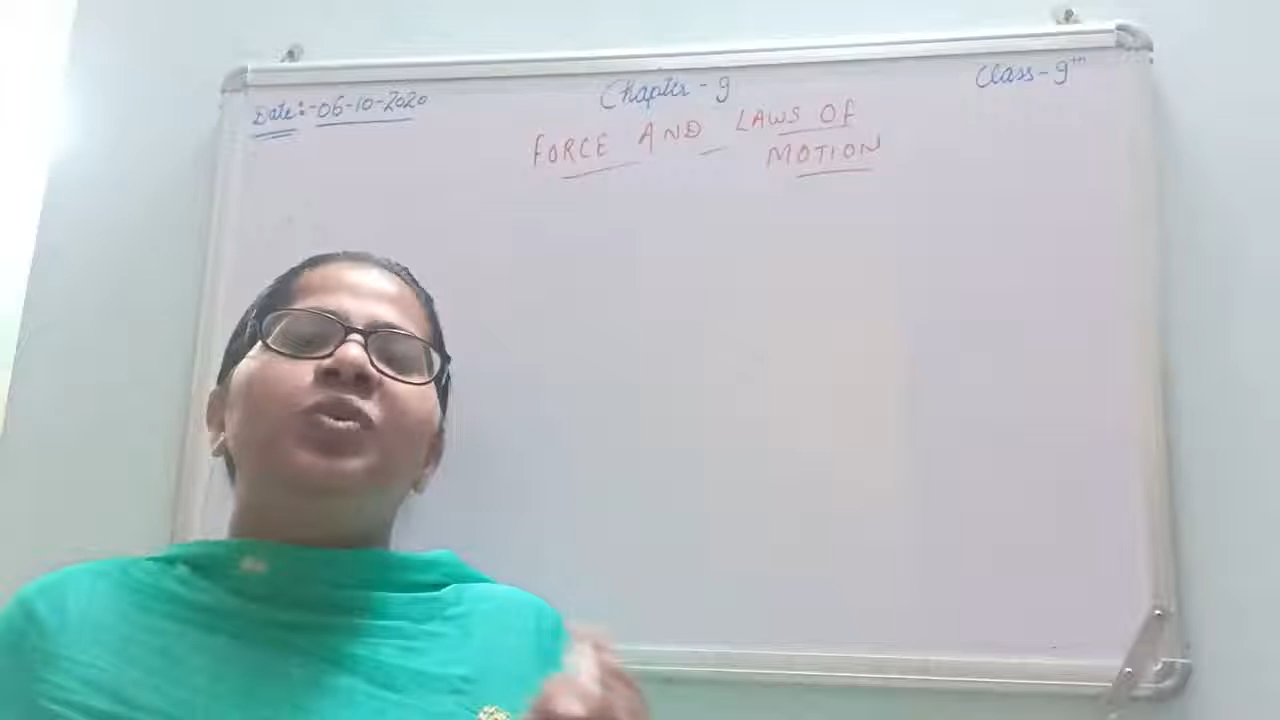 Date:-06-10-2020
Chapter-9
Class-9th
FORCE AND LAWS OF
MOTION